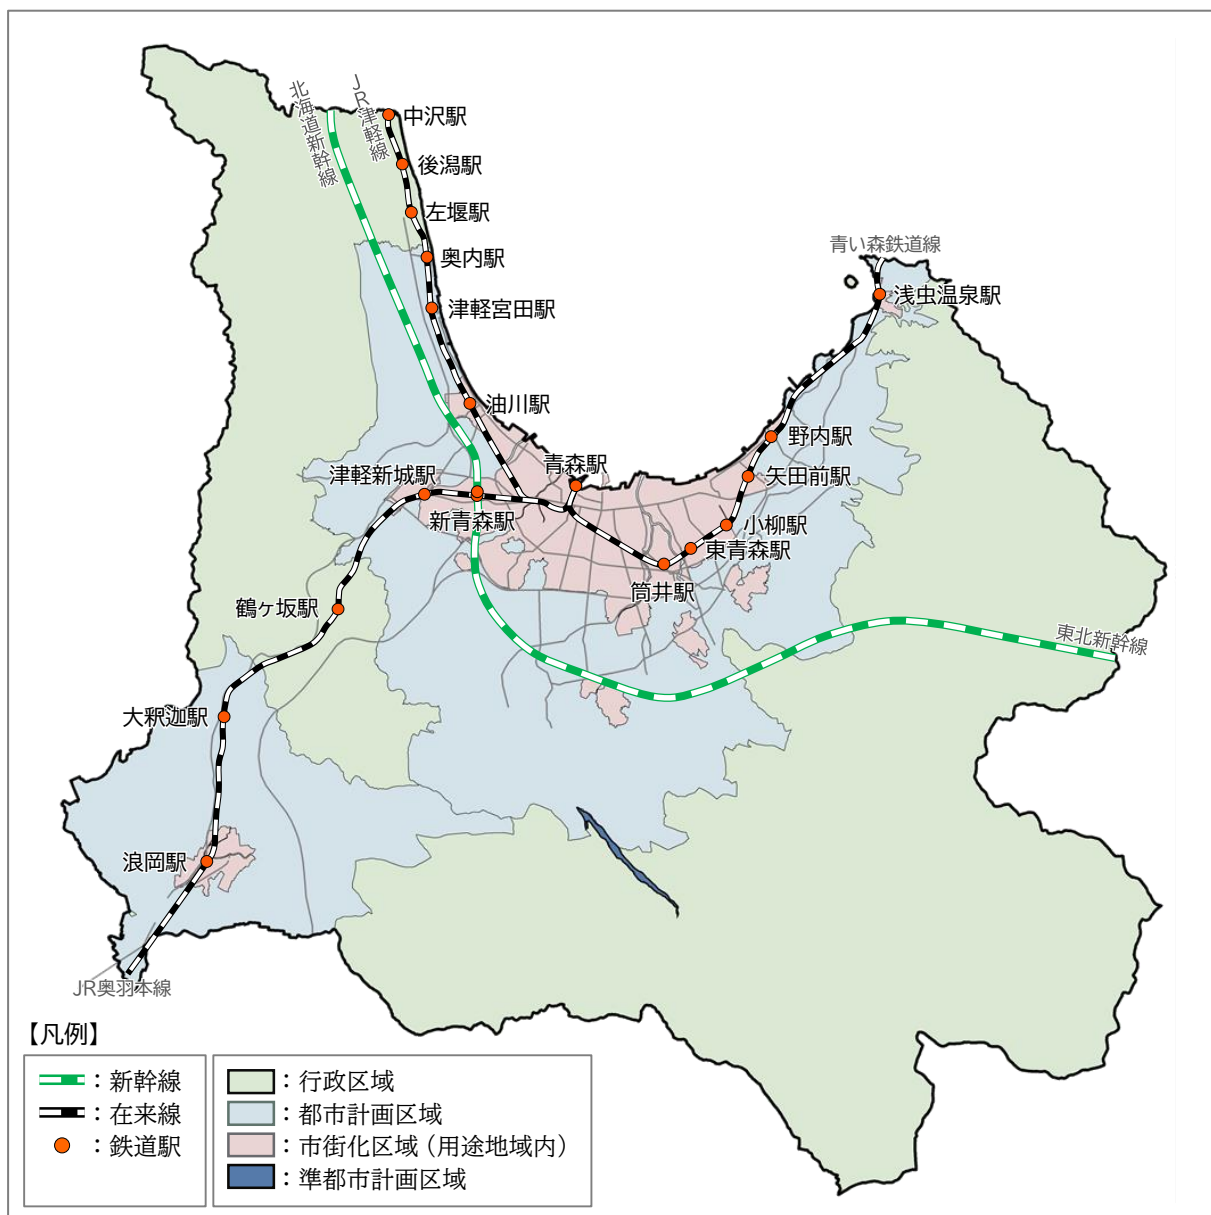 北海道新幹線
JR津軽線
中沢駅
後潟駅
左堰駅
奥内駅
津軽宮田駅
油川駅
青い森鉄道線
浅虫温泉駅
野内駅
矢田前駅
小柳駅
東青森駅
筒井駅
青森駅
津軽新城駅
新青森駅
鶴ヶ坂駅
大釈迦駅
浪岡駅
東北新幹線
JR奥羽本線
【凡例】
：新幹線
：在来線
：鉄道駅
：行政区域
：都市計画区域
：市街化区域（用途地域内）
：準都市計画区域